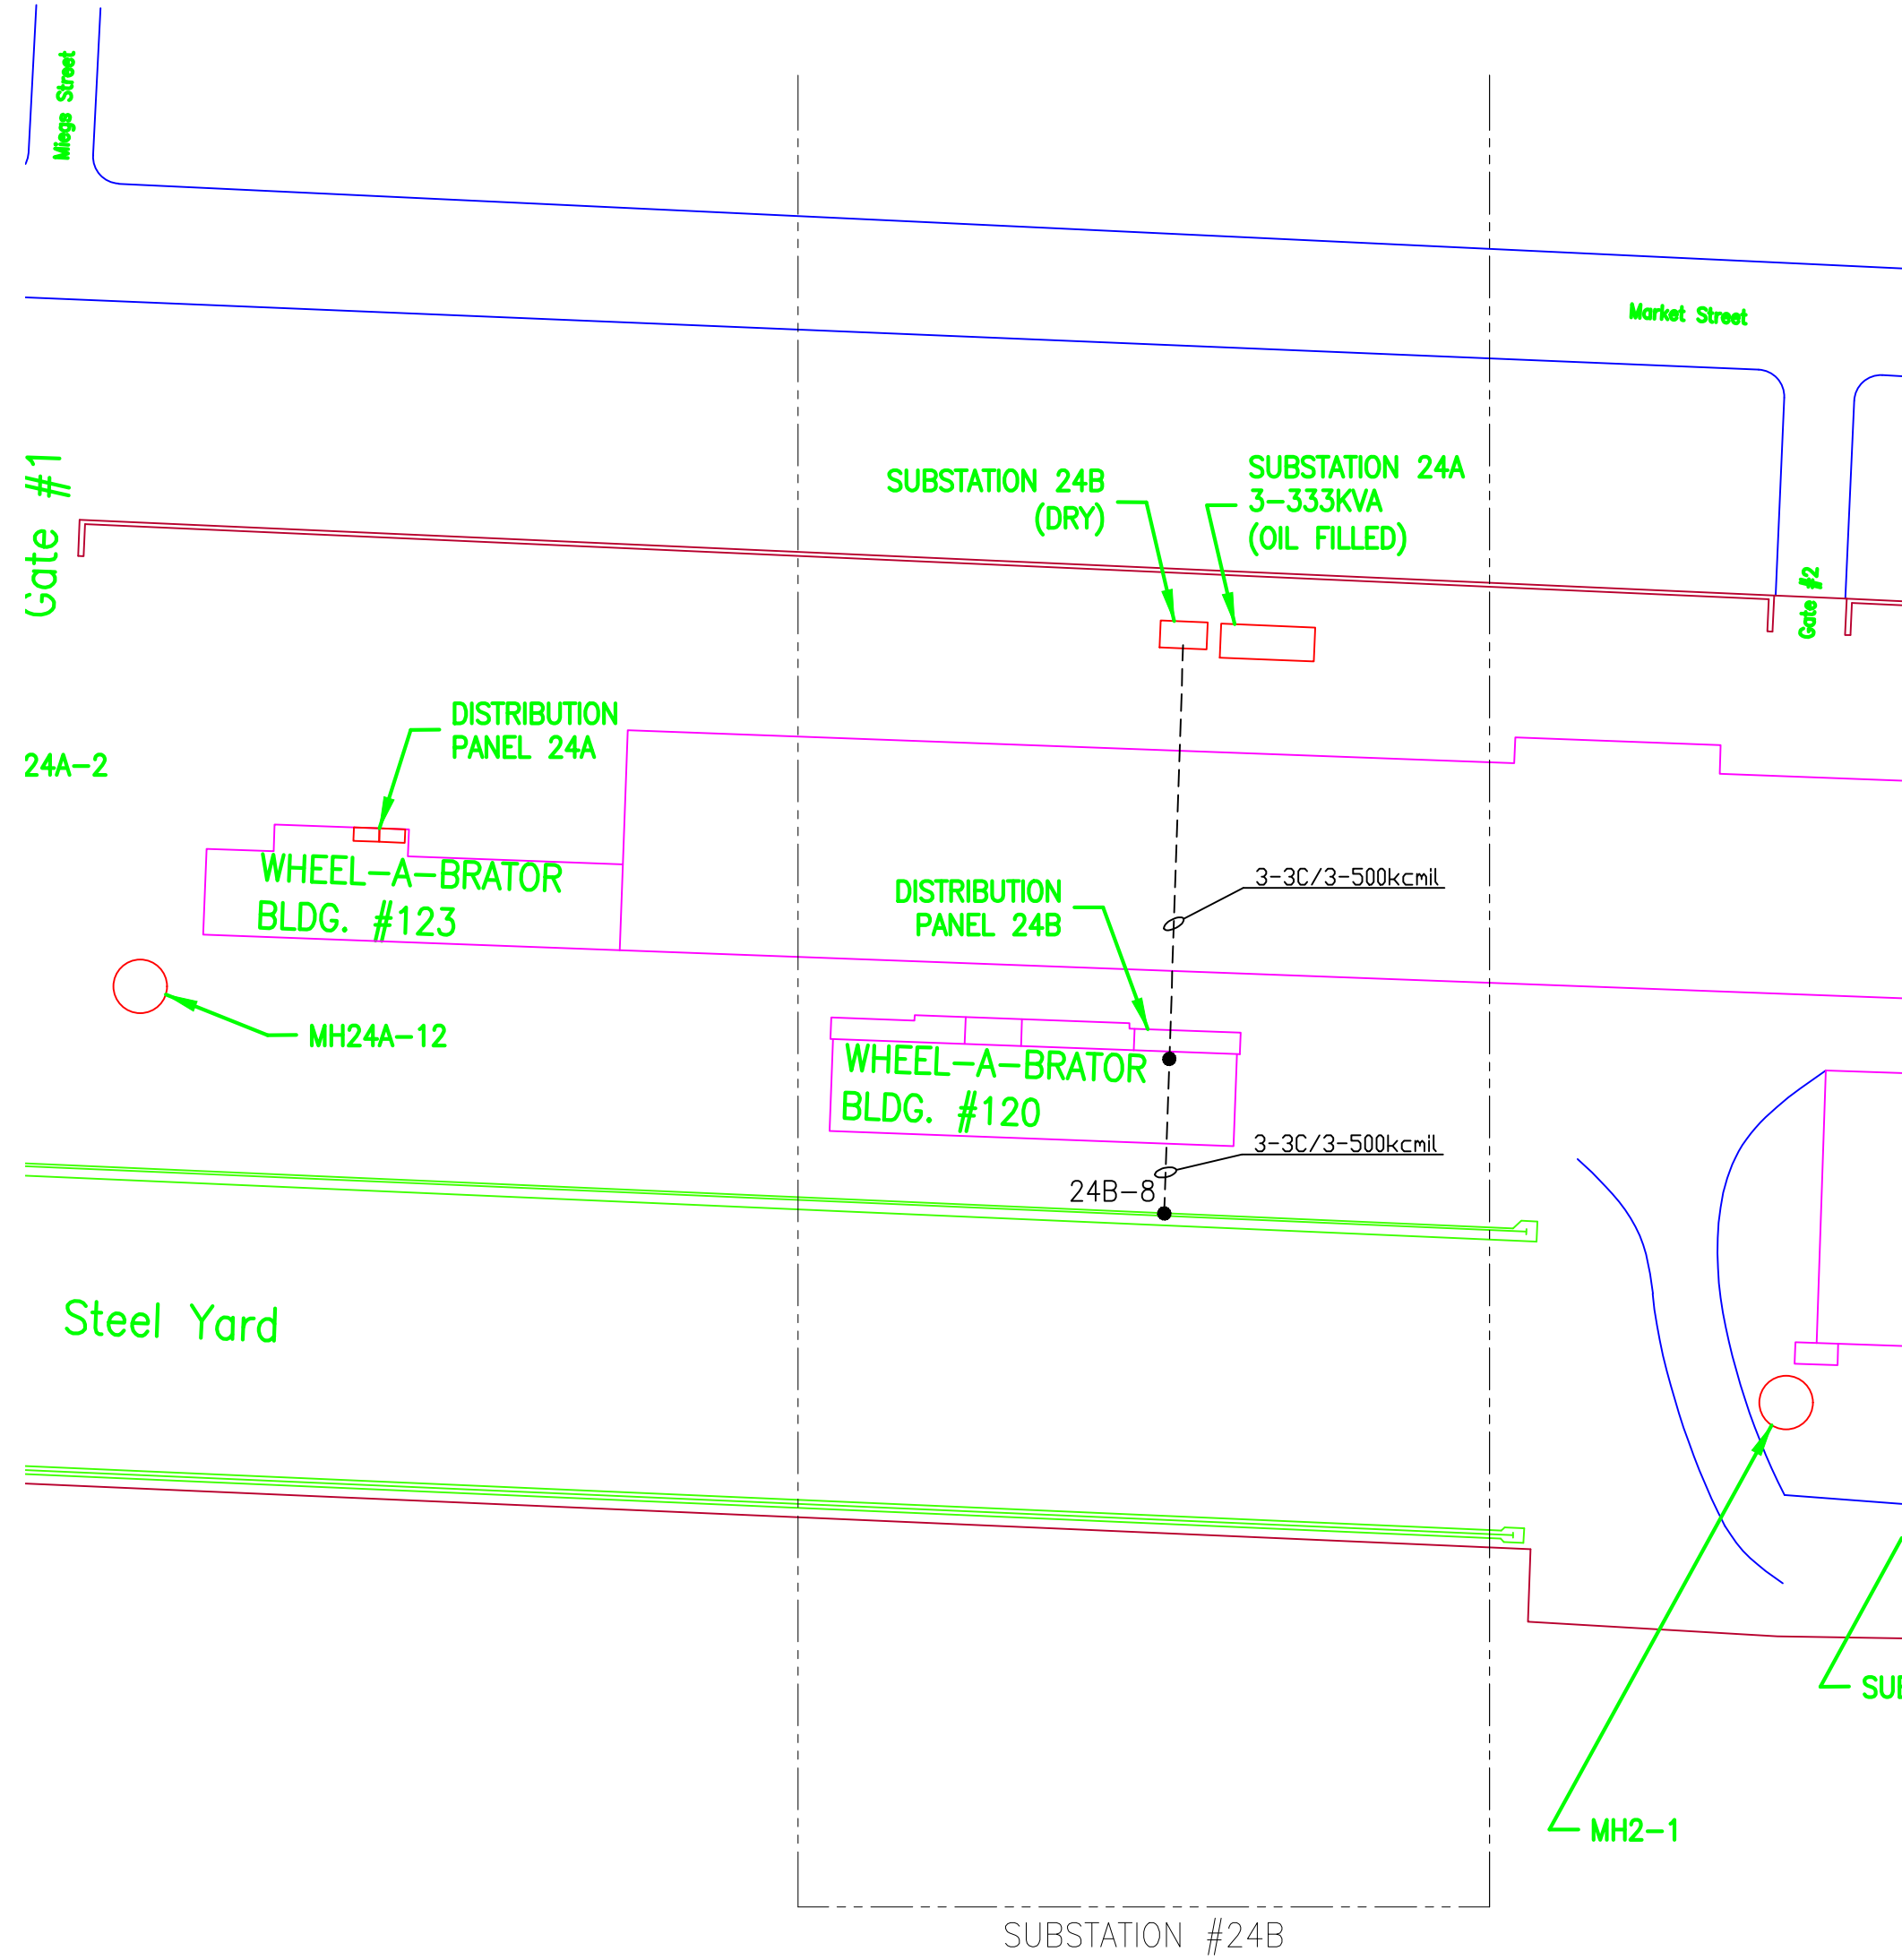 Miegs Street
Market Street
Gate #1
SUBSTATION 24B
(DRY)
SUBSTATION 24A
3-333KVA
(OIL FILLED)
Gate #2
DISTRIBUTION
PANEL 24A
24A-2
WHEEL-A-BRATOR
BLDG. #123
3-3C/3-500kcmil
DISTRIBUTION
PANEL 24B
MH24A-12
WHEEL-A-BRATOR
BLDG. #120
3-3C/3-500kcmil
24B-8
Steel Yard
SUB
MH2-1
SUBSTATION #24B